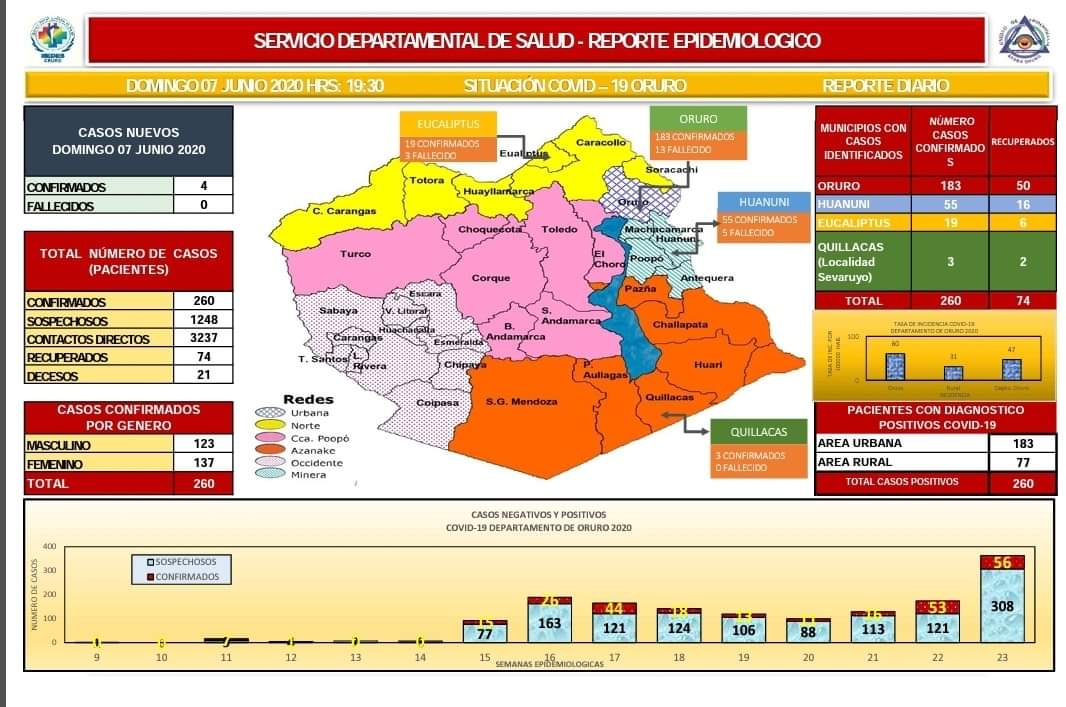 SERVICIO DEPARTAMENTAL DE SALUD - REPORTE EPIDEMIOLOGICO
DOMINGO 07 JUNIO 2020 HRS: 19:30 SITUACIÓN COVID – 19 ORURO REPORTE DIARIO
CASOS NUEVOS
DOMINGO 07 JUNIO 2020
CONFIRMADOS 4
FALLECIDOS 0
TOTAL NÚMERO DE CASOS
(PACIENTES)
CONFIRMADOS 260
SOSPECHOSOS 1248
CONTACTOS DIRECTOS 3237
RECUPERADOS 74
DECESOS 21
CASOS CONFIRMADOS
POR GENERO
MASCULINO 123
FEMENINO 137
TOTAL 260
EUCALIPTUS
19 CONFIRMADOS
3 FALLECIDO
ORURO
183 CONFIRMADOS
13 FALLECIDO
HUANUNI
55 CONFIRMADOS
5 FALLECIDO
QUILLACAS
3 CONFIRMADOS
0 FALLECIDO
Caracollo
Soracachi
Totora
Huayllamarca
Oruro
C. Carangas
Choquecota
Toledo
Machacamarca
Huanuni
Turco
El
Choro
Poopó
Antequera
Corque
Pazña
Escara
Sabaya
V. Litoral
S.
Andamarca
Challapata
Huachacalla
B.
Andamarca
Carangas
Esmeralda
T. Santos
L.
Rivera
Chipaya
P.
Aullagas
Huari
Coipasa
S.G. Mendoza
Quillacas
Redes
Urbana
Norte
Cca. Poopó
Azanake
Occidente
Minera
MUNICIPIOS CON
CASOS
IDENTIFICADOS
NÚMERO
CASOS
CONFIRMADO
S
RECUPERADOS
ORURO 183 50
HUANUNI 55 16
EUCALIPTUS 19 6
QUILLACAS
(Localidad
Sevaruyo)
3 2
TOTAL 260 74
TASA DE INCIDENCIA COVID-19
DEPARTAMENTO DE ORURO 2020
100
0
60
31
47
Oruro Rural Depto. Oruro
INCIDENCIA
PACIENTES CON DIAGNOSTICO
POSITIVOS COVID-19
AREA URBANA 183
AREA RURAL 77
TOTAL CASOS POSITIVOS 260
CASOS NEGATIVOS Y POSITIVOS
COVID-19 DEPARTAMENTO DE ORURO 2020
NUMERO DE CASOS
400
300
200
100
0
SOSPECHOSOS
CONFIRMADOS
15 26 44 18 13 11 16 53 56
77 163 121 124 106 88 113 121 308
9 10 11 12 13 14 15 16 17 18 19 20 21 22 23
SEMANAS EPIDEMIOLOGICAS